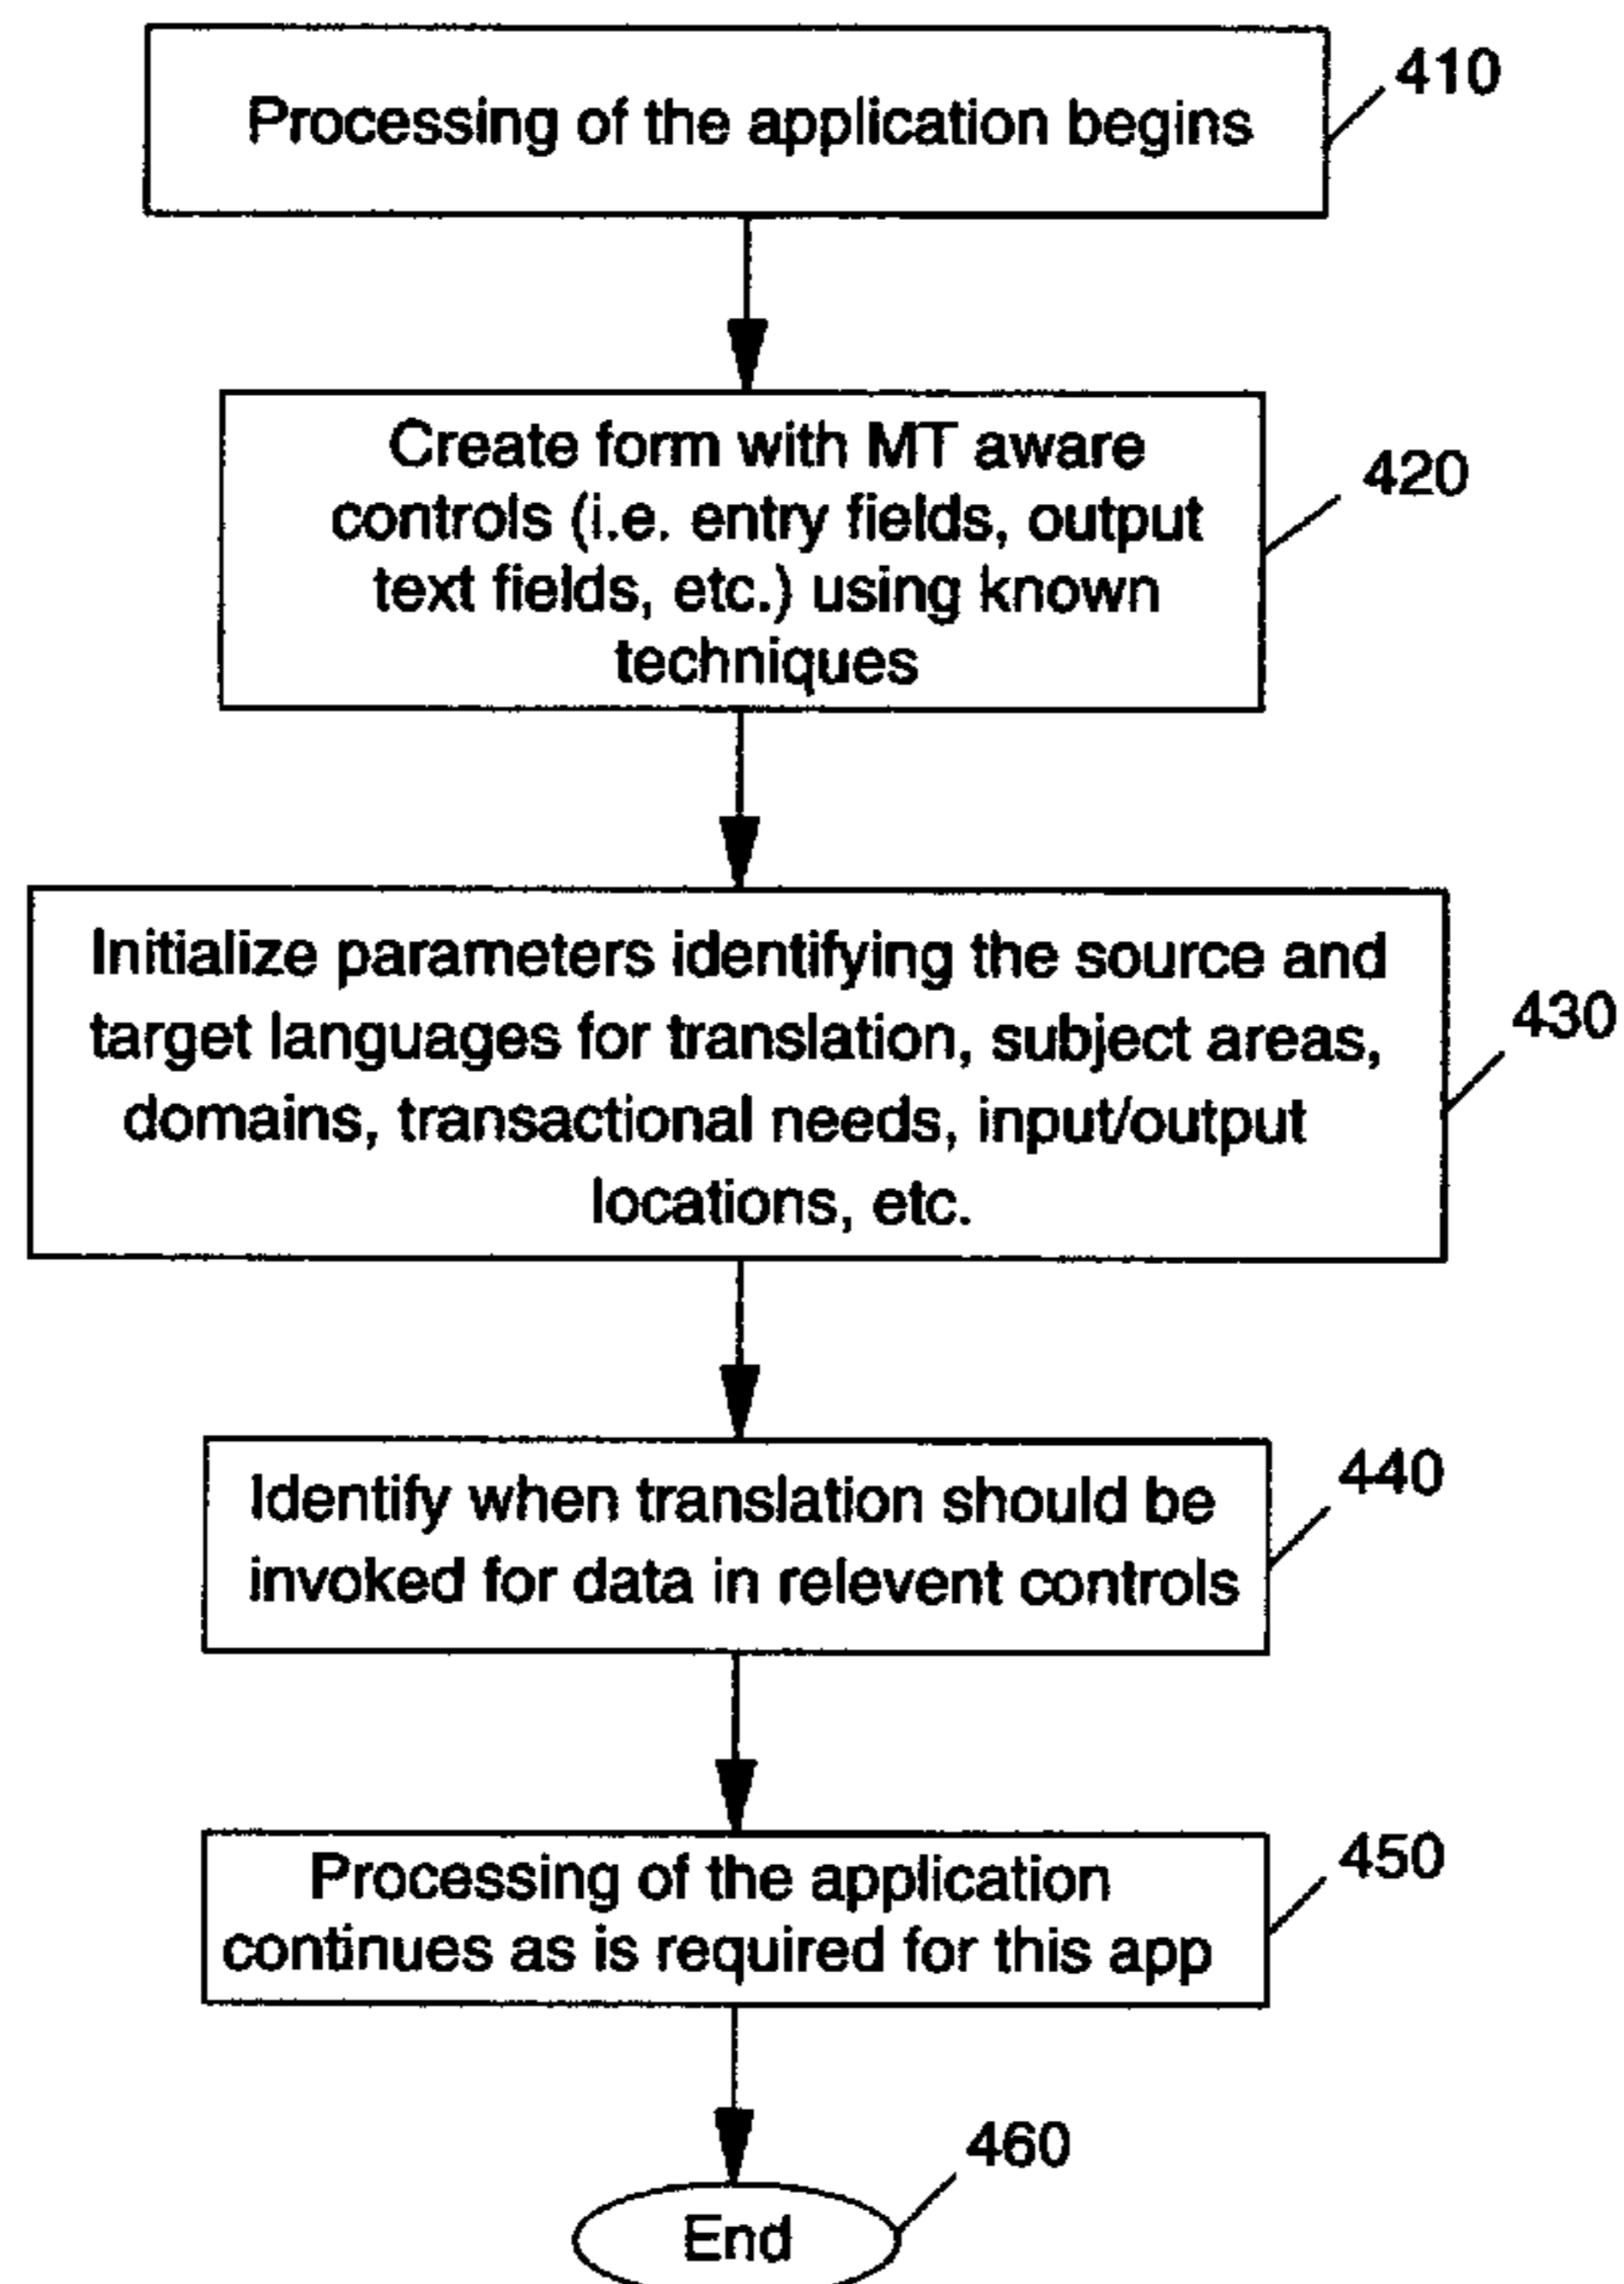 Processing of the application begins
410
Create form with MT aware
controls (i.e. entry fields, output
text fields, etc.) using known
techniques
420
Initialize parameters identifying the source and
target languages for translation, subject areas,
domains, transactional needs, input/output
locations, etc.
430
Identify when translation should be
invoked for data in relevent controls
440
Processing of the application
continues as is required for this app
450
End
460